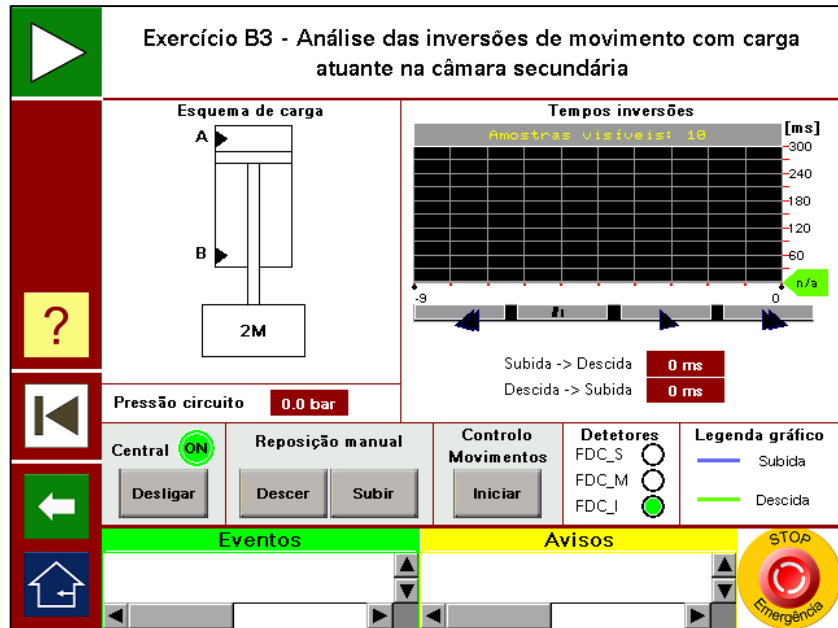 Exercício B3 - Análise das inversões de movimento com carga
atuante na câmara secundária
Esquema de carga
A
B
2M
Pressão circuito 0.0 bar
Tempos inversões
Amostras visíveis: 10
[ms]
300
240
180
120
60
n/a
-9
0
Subida -> Descida 0 ms
Descida -> Subida 0 ms
?
Central ON
Desligar
Reposição manual
Descer Subir
Controlo
Movimentos
Iniciar
Detetores
FDC_S
FDC_M
FDC_I
Legenda gráfico
Subida
Descida
Eventos
Avisos
STOP
Emergência